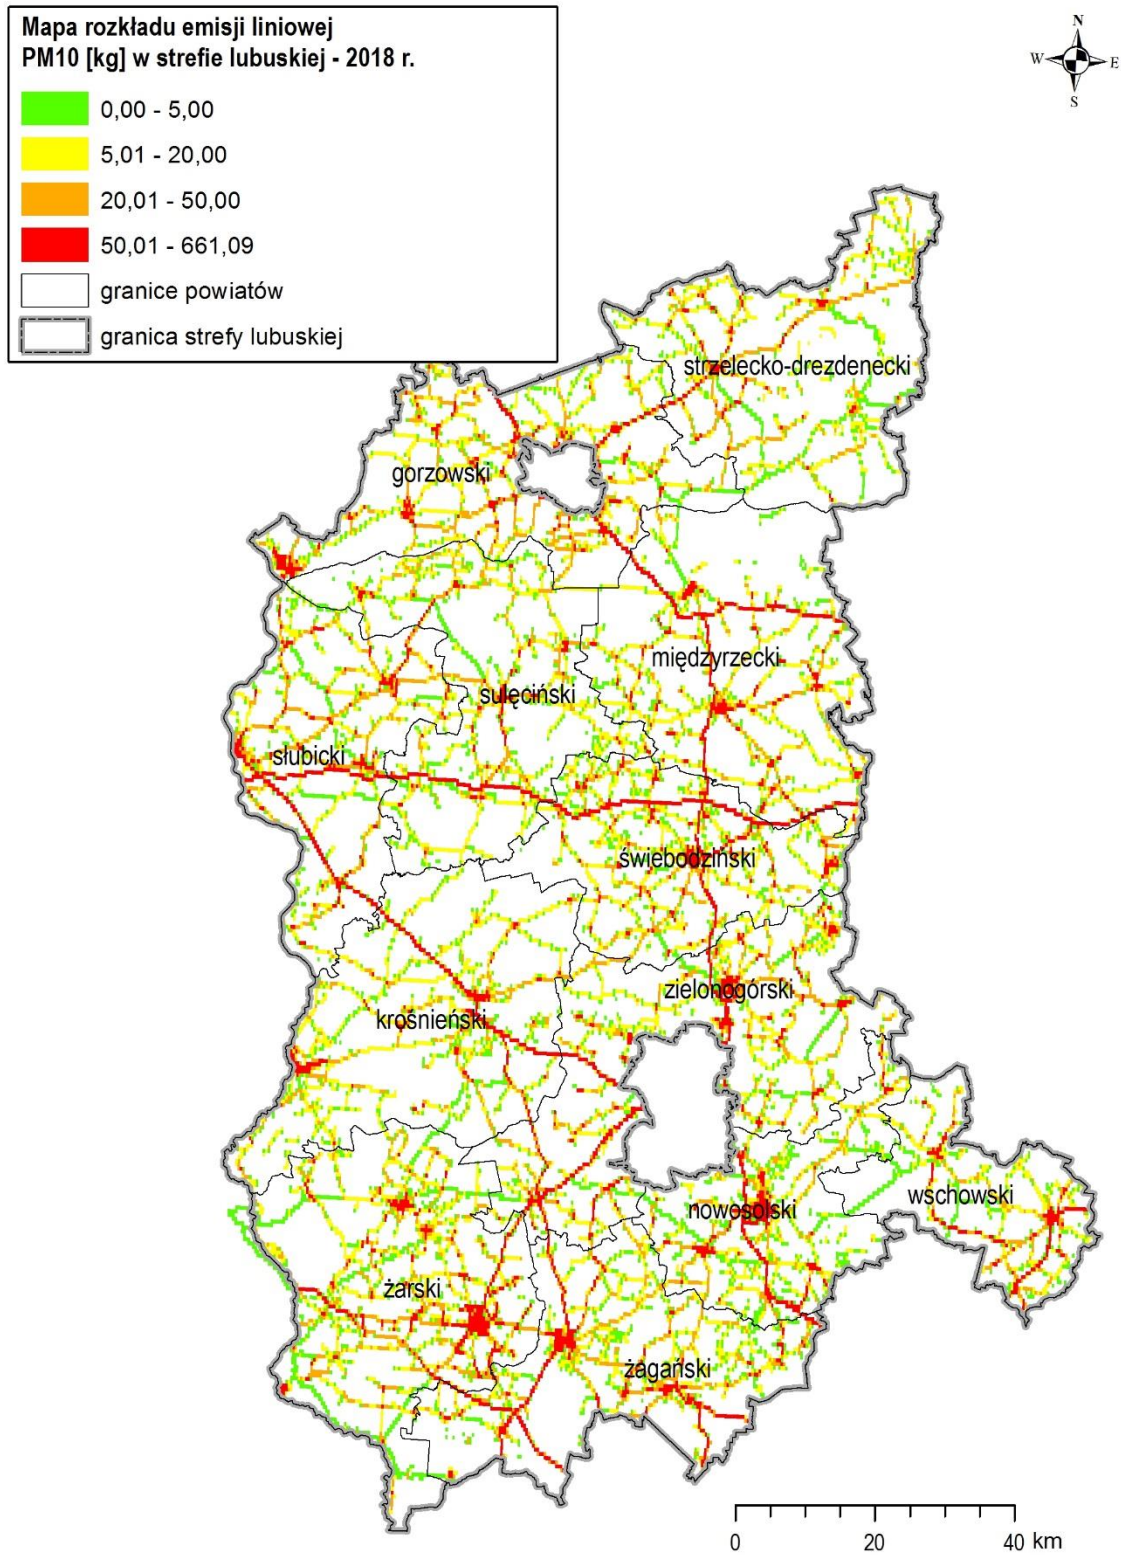 Mapa rozkładu emisji liniowej
PM10 [kg] w strefie lubuskiej - 2018 r.
0,00 - 5,00
5,01 - 20,00
20,01 - 50,00
50,01 - 661,09
granice powiatów
granica strefy lubuskiej
N
W
E
S
strzelecko-drezdenecki
gorzowski
międzyrzecki
sulęciński
słubicki
świebodziński
zielonogórski
krośnieński
wschowski
nowosolski
żarski
żagański
0 20 40 km